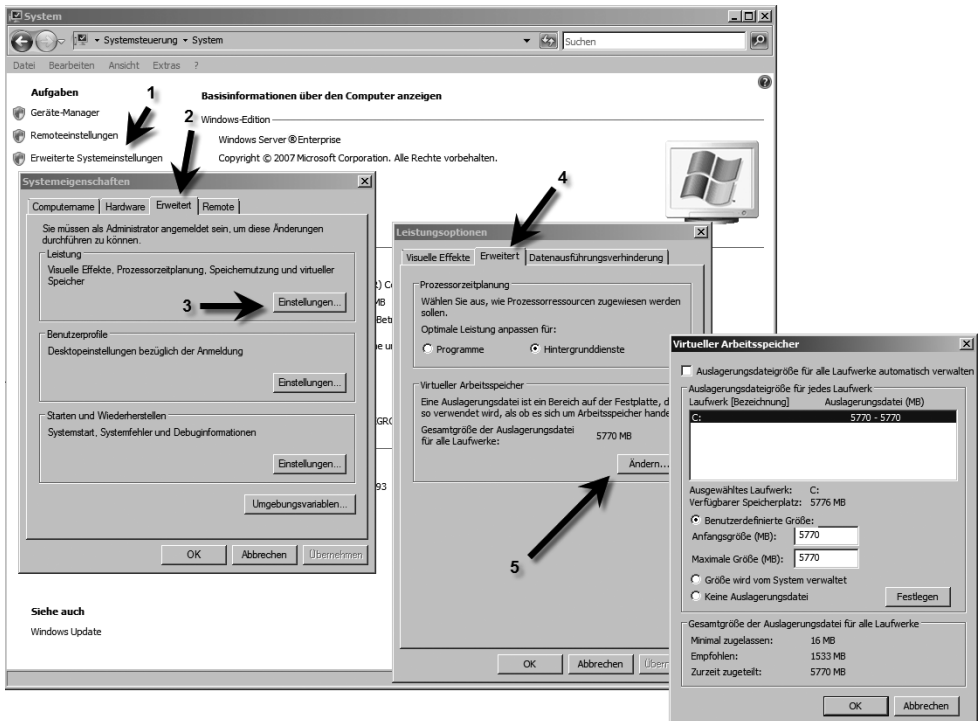 System
Systemsteuerung
System
Suchen
Datei Bearbeiten Ansicht Extras ?
Aufgaben
Geräte-Manager
Remoteeinstellungen
Erweiterte Systemeinstellungen
1
2
Basisinformationen über den Computer anzeigen
Windows-Edition
Windows Server ® Enterprise
Copyright © 2007 Microsoft Corporation. Alle Rechte vorbehalten.
Systemeigenschaften
Computername Hardware Erweitert Remote
Sie müssen als Administrator angemeldet sein, um diese Änderungen
durchführen zu können.
Leistung
Visuelle Effekte, Prozessorzeitplanung, Speichernutzung und virtueller
Speicher
3
Einstellungen...
Benutzerprofile
Desktopeinstellungen bezüglich der Anmeldung
Einstellungen...
Starten und Wiederherstellen
Systemstart, Systemfehler und Debuginformationen
Einstellungen...
Umgebungsvariablen...
OK Abbrechen Übernehmen
Siehe auch
Windows Update
MB
93
4
Leistungsoptionen
Visuelle Effekte Erweitert Datenausführungsverhinderung
Prozessorzeitplanung
Wählen Sie aus, wie Prozessorressourcen zugewiesen werden
sollen.
Optimale Leistung anpassen für:
Programme Hintergrunddienste
Virtueller Arbeitsspeicher
Eine Auslagerungsdatei ist ein Bereich auf der Festplatte, d
so verwendet wird, als ob es sich um Arbeitsspeicher hande
Gesamtgröße der Auslagerungsdatei
für alle Laufwerke:
5770 MB
Ändern...
5
OK Abbrechen Übern
Virtueller Arbeitsspeicher
Auslagerungsdateigröße für alle Laufwerke automatisch verwalten
Auslagerungsdateigröße für jedes Laufwerk
Laufwerk [Bezeichnung] Auslagerungsdatei (MB)
C: 5770 - 5770
Ausgewähltes Laufwerk: C:
Verfügbarer Speicherplatz: 5776 MB
Benutzerdefinierte Größe:
Anfangsgröße (MB): 5770
Maximale Größe (MB): 5770
Größe wird vom System verwaltet
Keine Auslagerungsdatei
Festlegen
Gesamtgröße der Auslagerungsdatei für alle Laufwerke
Minimal zugelassen: 16 MB
Empfohlen: 1533 MB
Zurzeit zugeteilt: 5770 MB
OK Abbrechen